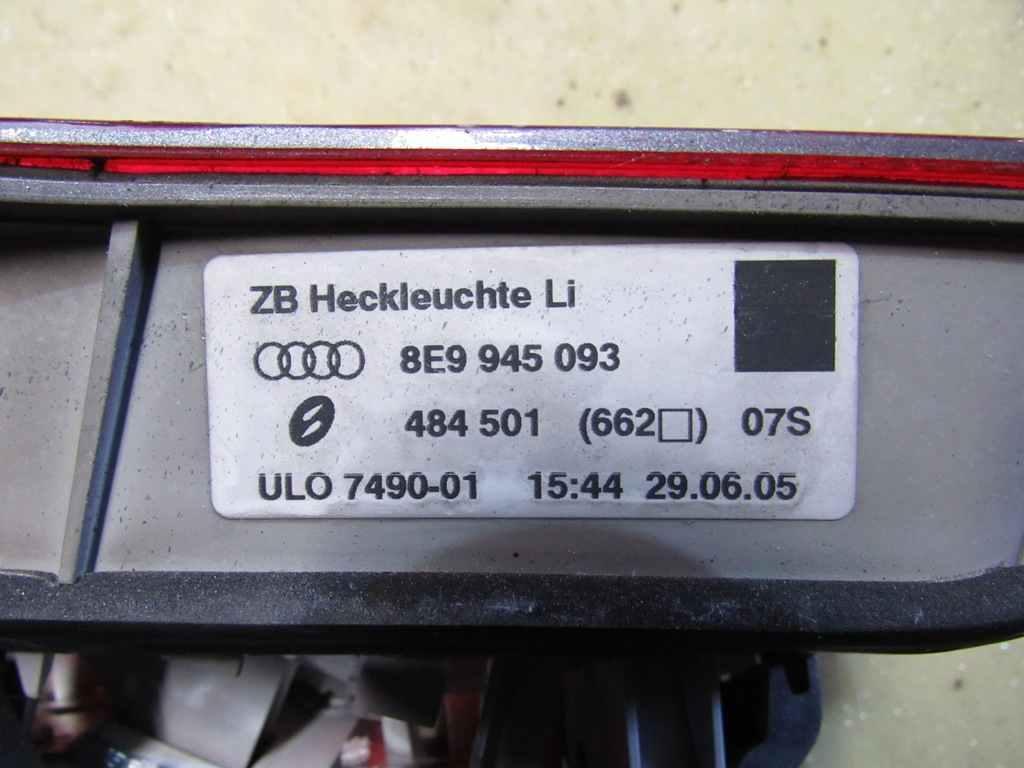 ZB Heckleuchte Li
8E9 945 093
484 501 (662□) 07S
ULO 7490-01 15:44 29.06.05